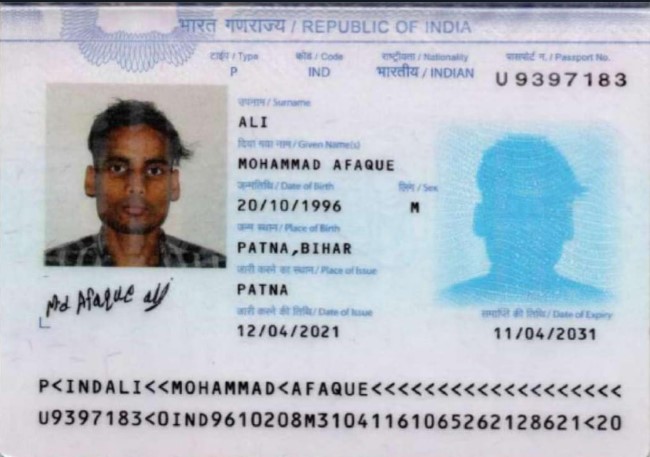 भारत गणराज्य / REPUBLIC OF INDIA
टाईप / Type कोड / Code राष्ट्रीयता / Nationality पासपोर्ट न. / Passport No.
P IND भारतीय / INDIAN U9397183
उपनाम / Surname
ALI
दिया गया नाम / Given Name(s)
MOHAMMAD AFAQUE
जन्मतिथि / Date of Birth लिंग / Sex
20/10/1996 M
जन्म स्थान / Place of Birth
PATNA,BIHAR
जारी करने का स्थान / Place of Issue
PATNA
जारी करने की तिथि / Date of Issue समाप्ति की तिथि / Date of Expiry
12/04/2021 11/04/2031
Md Afaque ali
P<INDALI<<MOHAMMAD<AFAQUE<<<<<<<<<<<<<<<<<<<
U9397183<0IND9610208M31041161065262128621<20